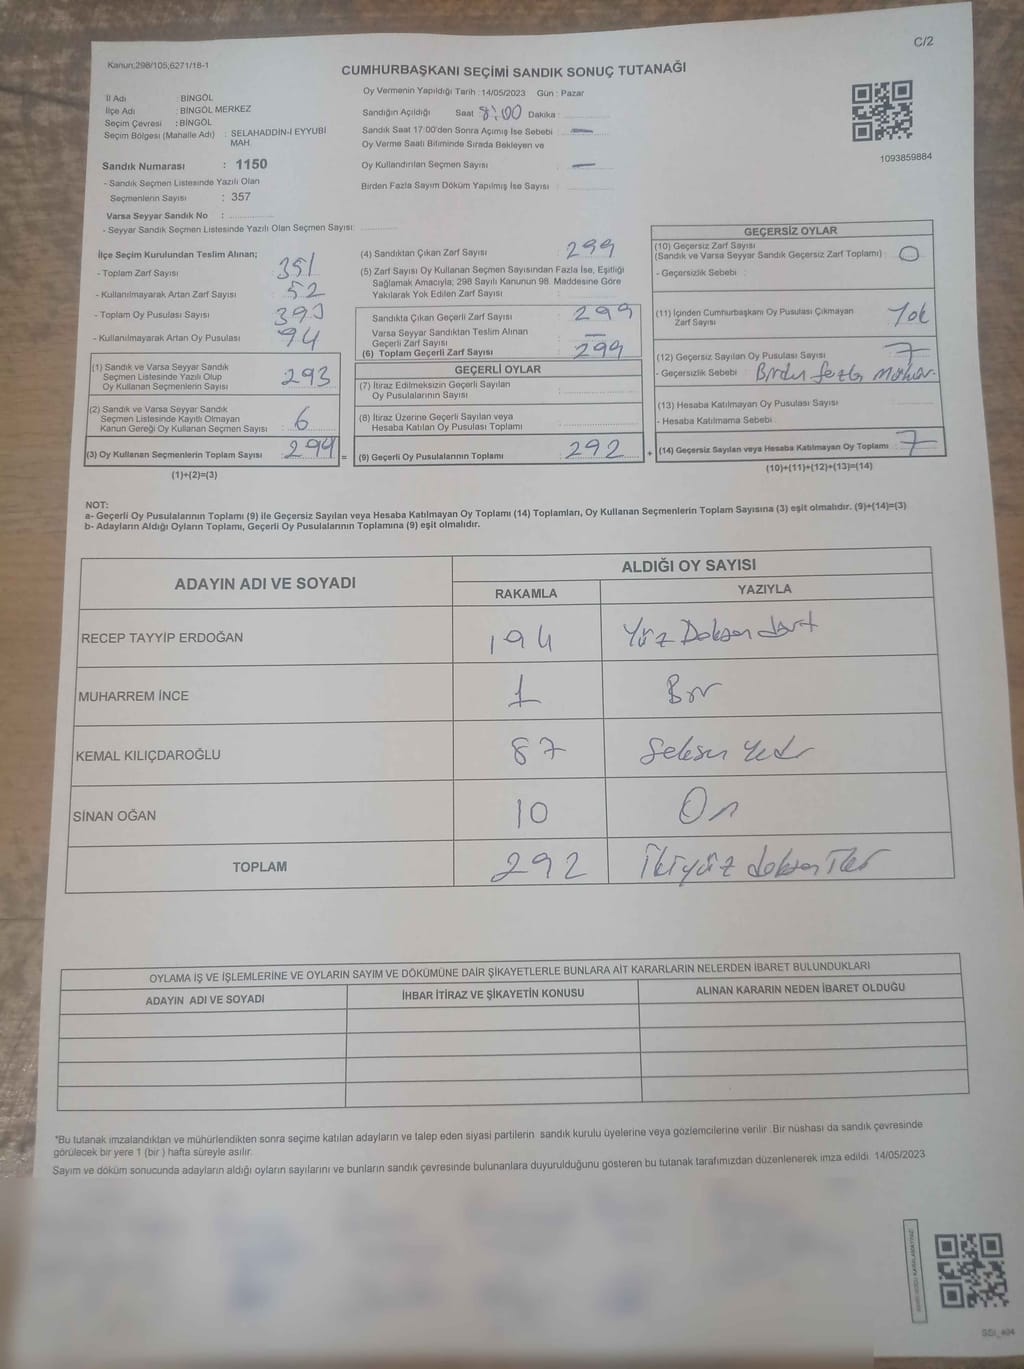 C/2
Kanun;298/105;6271/18-1
CUMHURBAŞKANI SEÇİMİ SANDIK SONUÇ TUTANAĞI
İl Adı : BİNGÖL
İlçe Adı : BİNGÖL MERKEZ
Seçim Çevresi : BİNGÖL
Seçim Bölgesi (Mahalle Adı) : SELAHADDİN-İ EYYUBİ
MAH.
Sandık Numarası : 1150
- Sandık Seçmen Listesinde Yazılı Olan
Seçmenlerin Sayısı : 357
Varsa Seyyar Sandık No :
- Seyyar Sandık Seçmen Listesinde Yazılı Olan Seçmen Sayısı:
Oy Vermenin Yapıldığı Tarih : 14/05/2023 Gün : Pazar
Sandığın Açıldığı Saat 8:00 Dakika :
Sandık Saat 17:00'den Sonra Açımış İse Sebebi :
Oy Verme Saati Bitiminde Sırada Bekleyen ve
Oy Kullandırılan Seçmen Sayısı :
Birden Fazla Sayım Döküm Yapılmış İse Sayısı :
1093859884
İlçe Seçim Kurulundan Teslim Alınan;
- Toplam Zarf Sayısı 351
- Kullanılmayarak Artan Zarf Sayısı 52
- Toplam Oy Pusulası Sayısı
- Kullanılmayarak Artan Oy Pusulası 94
(1) Sandık ve Varsa Seyyar Sandık
Seçmen Listesinde Yazılı Olup
Oy Kullanan Seçmenlerin Sayısı : 293
(2) Sandık ve Varsa Seyyar Sandık
Seçmen Listesinde Kayıtlı Olmayan
Kanun Gereği Oy Kullanan Seçmen Sayısı : 6
(3) Oy Kullanan Seçmenlerin Toplam Sayısı :
(1)+(2)=(3)
(4) Sandıktan Çıkan Zarf Sayısı : 299
(5) Zarf Sayısı Oy Kullanan Seçmen Sayısından Fazla İse, Eşitliği
Sağlamak Amacıyla; 298 Sayılı Kanunun 98. Maddesine Göre
Yakılarak Yok Edilen Zarf Sayısı :
Sandıkta Çıkan Geçerli Zarf Sayısı : 299
Varsa Seyyar Sandıktan Teslim Alınan
Geçerli Zarf Sayısı : —
(6) Toplam Geçerli Zarf Sayısı : 299
GEÇERLİ OYLAR
(7) İtiraz Edilmeksizin Geçerli Sayılan
Oy Pusulalarının Sayısı :
(8) İtiraz Üzerine Geçerli Sayılan veya
Hesaba Katılan Oy Pusulası Toplamı :
= (9) Geçerli Oy Pusulalarının Toplamı : 292 +
GEÇERSİZ OYLAR
(10) Geçersiz Zarf Sayısı
(Sandık ve Varsa Seyyar Sandık Geçersiz Zarf Toplamı) : 0
- Geçersizlik Sebebi :
(11) İçinden Cumhurbaşkanı Oy Pusulası Çıkmayan
Zarf Sayısı : Yok
(12) Geçersiz Sayılan Oy Pusulası Sayısı : 7
- Geçersizlik Sebebi : Birden fazla
(13) Hesaba Katılmayan Oy Pusulası Sayısı :
- Hesaba Katılmama Sebebi :
(14) Geçersiz Sayılan veya Hesaba Katılmayan Oy Toplamı : 7
(10)+(11)+(12)+(13)=(14)
NOT:
a- Geçerli Oy Pusulalarının Toplamı (9) ile Geçersiz Sayılan veya Hesaba Katılmayan Oy Toplamı (14) Toplamları, Oy Kullanan Seçmenlerin Toplam Sayısına (3) eşit olmalıdır. (9)+(14)=(3)
b- Adayların Aldığı Oyların Toplamı, Geçerli Oy Pusulalarının Toplamına (9) eşit olmalıdır.
ADAYIN ADI VE SOYADI ALDIĞI OY SAYISI
RAKAMLA YAZIYLA
RECEP TAYYİP ERDOĞAN 194 Yüz Doksan dört
MUHARREM İNCE 1 Bir
KEMAL KILIÇDAROĞLU 87 Seksen Yedi
SİNAN OĞAN 10 On
TOPLAM 292 İkiyüz doksan iki
OYLAMA İŞ VE İŞLEMLERİNE VE OYLARIN SAYIM VE DÖKÜMÜNE DAİR ŞİKAYETLERLE BUNLARA AİT KARARLARIN NELERDEN İBARET BULUNDUKLARI
ADAYIN ADI VE SOYADI İHBAR İTİRAZ VE ŞİKAYETİN KONUSU ALINAN KARARIN NEDEN İBARET OLDUĞU
*Bu tutanak imzalandıktan ve mühürlendikten sonra seçime katılan adayların ve talep eden siyasi partilerin sandık kurulu üyelerine veya gözlemcilerine verilir. Bir nüshası da sandık çevresinde
görülecek bir yere 1 (bir ) hafta süreyle asılır.
Sayım ve döküm sonucunda adayların aldığı oyların sayılarını ve bunların sandık çevresinde bulunanlara duyurulduğunu gösteren bu tutanak tarafımızdan düzenlenerek imza edildi. 14/05/2023